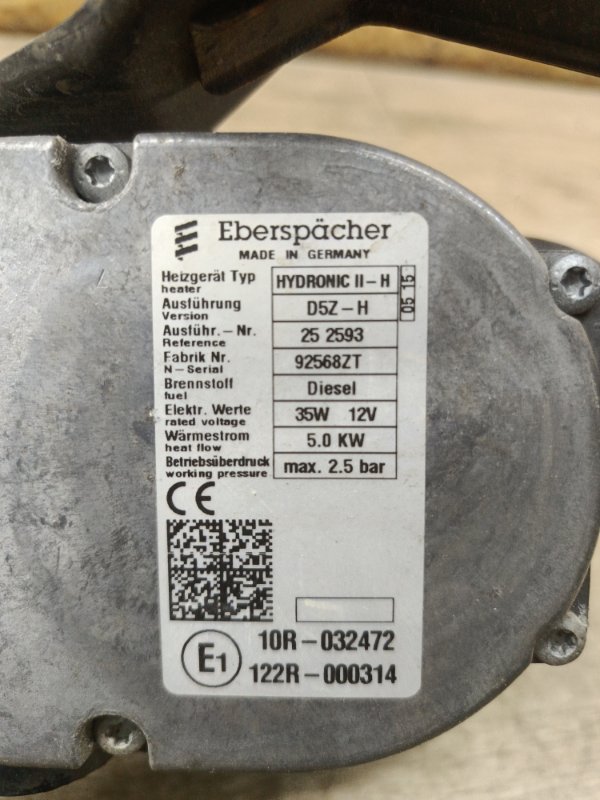 Eberspächer
MADE IN GERMANY
Heizgerät Typ HYDRONIC II-H 05 15
heater
Ausführung D5Z-H
Version
Ausführ.-Nr. 25 2593
Reference
Fabrik Nr. 92568ZT
N-Serial
Brennstoff Diesel
fuel
Elektr. Werte 35W 12V
rated voltage
Wärmestrom 5.0 KW
heat flow
Betriebsüberdruck max. 2.5 bar
working pressure
CE
E1
10R-032472
122R-000314